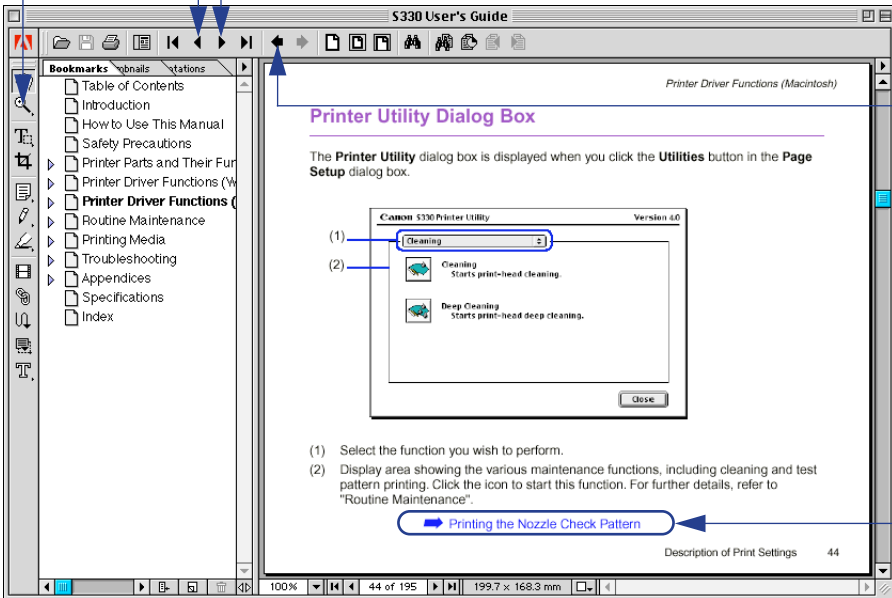 S330 User's Guide
Bookmarks
Table of Contents
Introduction
How to Use This Manual
Safety Precautions
Printer Parts and Their Fur
Printer Driver Functions (W
Printer Driver Functions (
Routine Maintenance
Printing Media
Troubleshooting
Appendices
Specifications
Index
Printer Driver Functions (Macintosh)
Printer Utility Dialog Box
The Printer Utility dialog box is displayed when you click the Utilities button in the Page
Setup dialog box.
Canon S330 Printer Utility Version 4.0
(1)
Cleaning
(2)
Cleaning
Starts print-head cleaning.
Deep Cleaning
Starts print-head deep cleaning.
Close
(1) Select the function you wish to perform.
(2) Display area showing the various maintenance functions, including cleaning and test
pattern printing. Click the icon to start this function. For further details, refer to
"Routine Maintenance".
Printing the Nozzle Check Pattern
Description of Print Settings 44
100% 44 of 195 199.7 × 168.3 mm